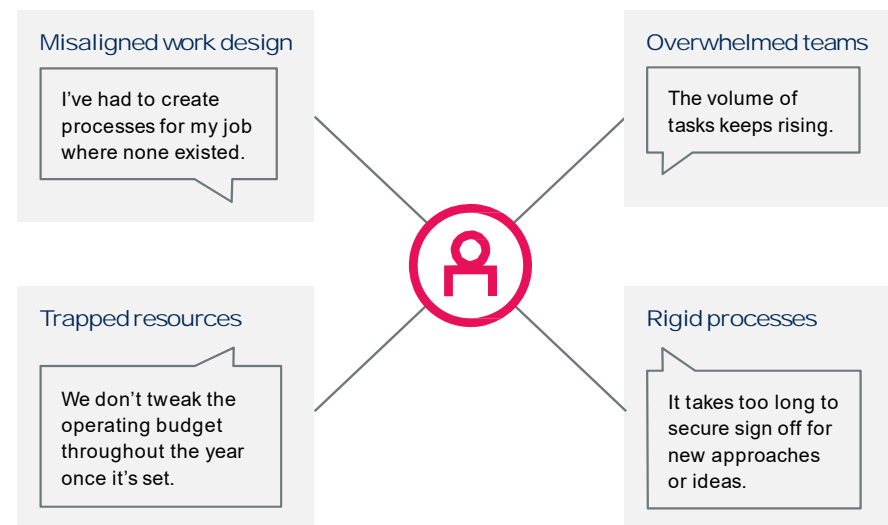 Misaligned work design
I've had to create
processes for my job
where none existed.
Overwhelmed teams
The volume of
tasks keeps rising.
Trapped resources
We don't tweak the
operating budget
throughout the year
once it's set.
Rigid processes
It takes too long to
secure sign off for
new approaches
or ideas.